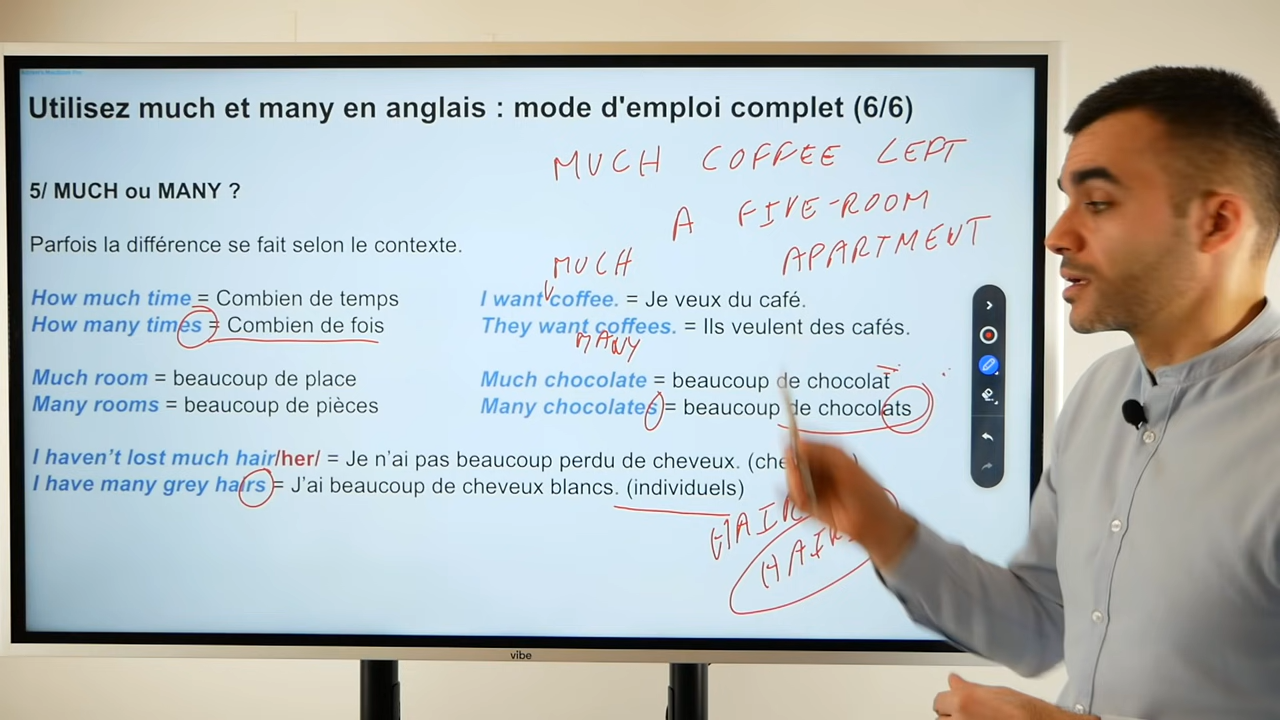 Utilisez much et many en anglais : mode d'emploi complet (6/6)
MUCH COFFEE LEFT
A FIVE-ROOM
APARTMENT
5/ MUCH ou MANY ?
Parfois la différence se fait selon le contexte.
How much time = Combien de temps
How many times = Combien de fois
Much room = beaucoup de place
Many rooms = beaucoup de pièces
MUCH
I want coffee. = Je veux du café.
They want coffees. = Ils veulent des cafés.
MANY
Much chocolate = beaucoup de chocolat
Many chocolates = beaucoup de chocolats
I haven't lost much hair/her/ = Je n'ai pas beaucoup perdu de cheveux.
I have many grey hairs = J'ai beaucoup de cheveux blancs. (individuels)
HAIR
vibe